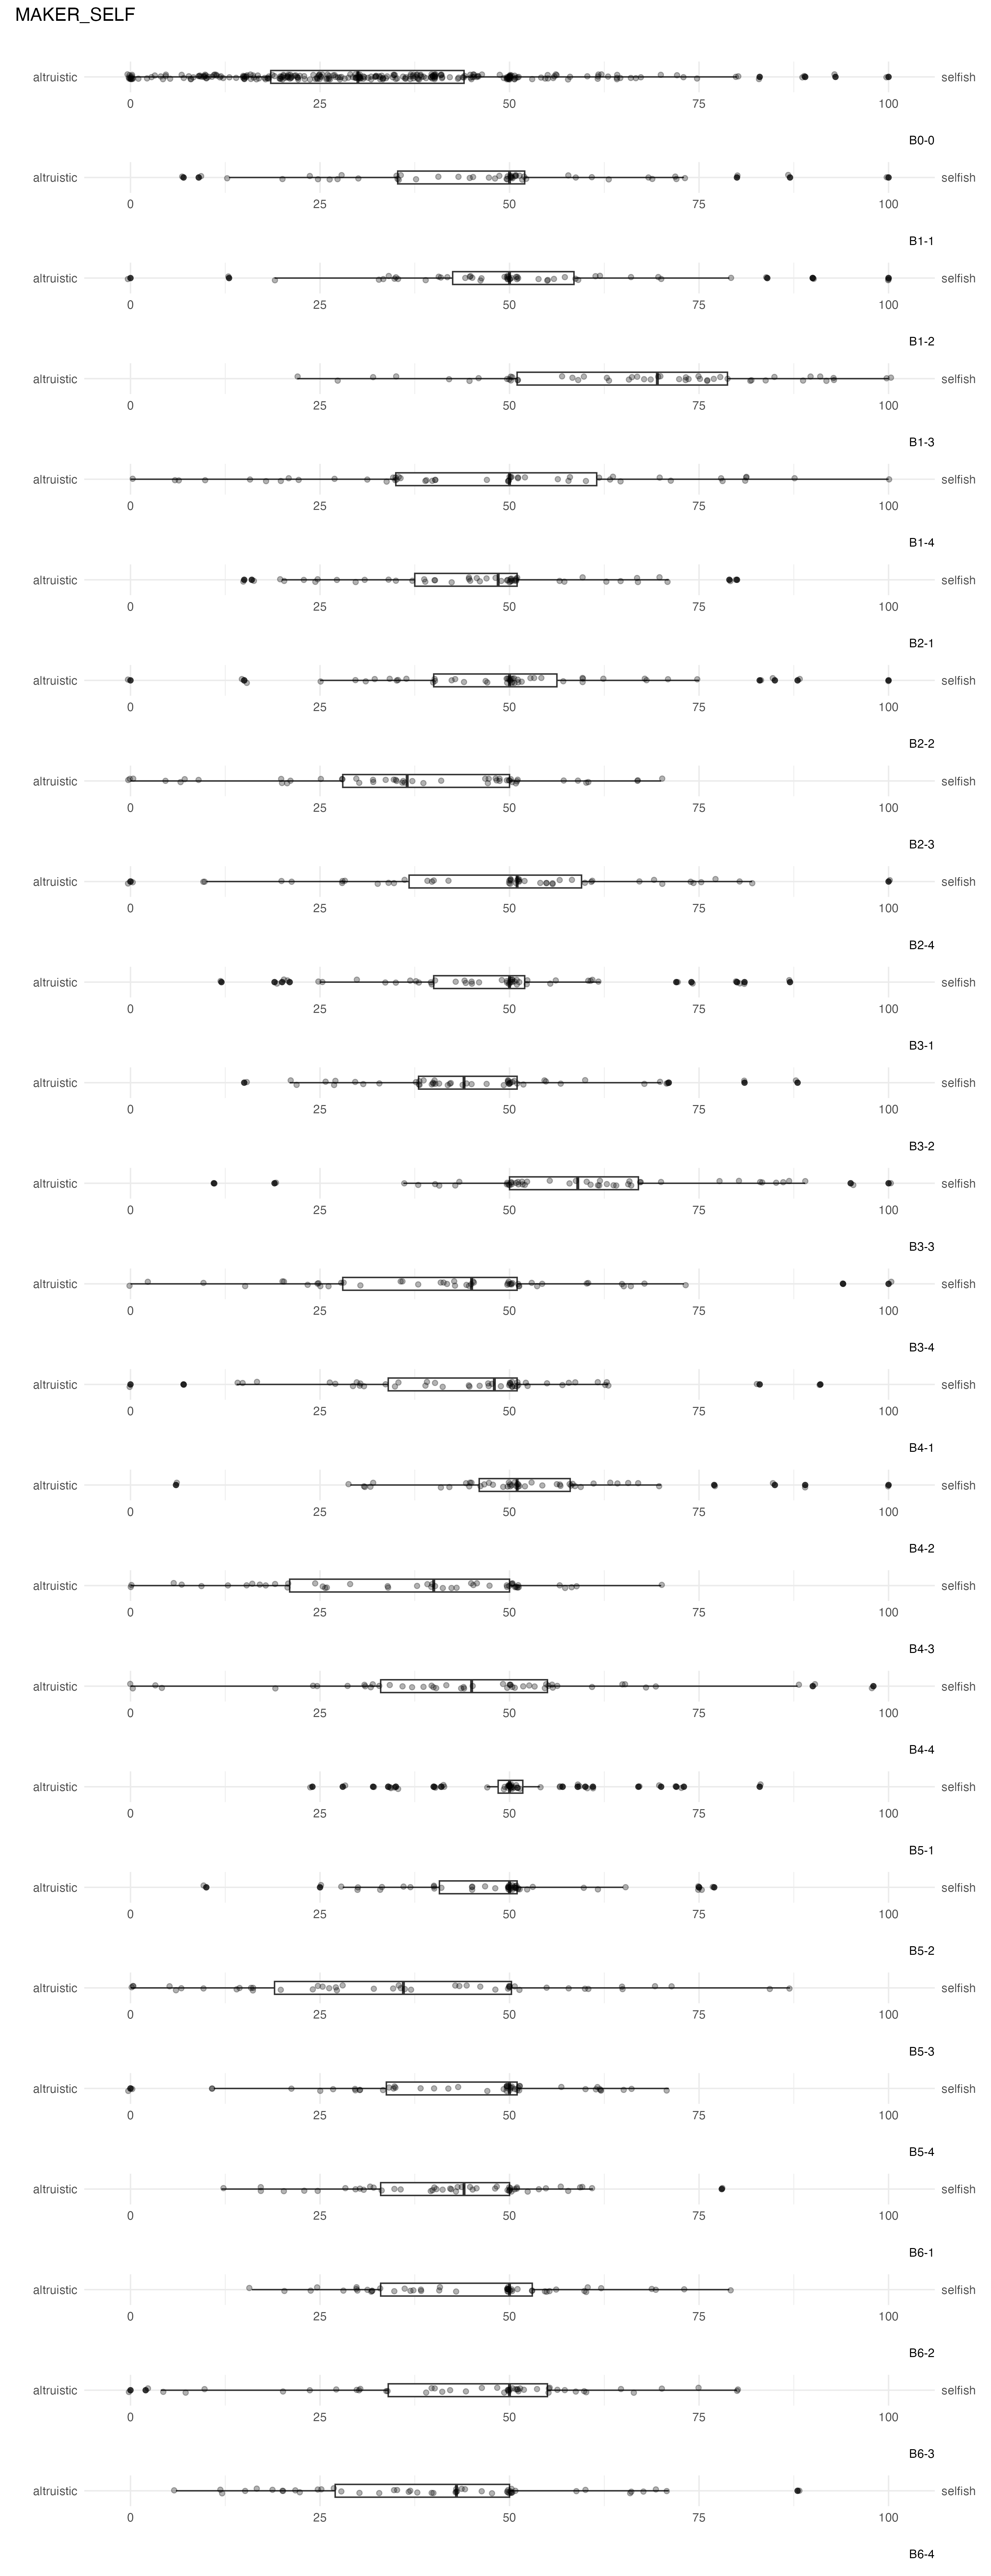 MAKER_SELF
altruistic selfish
0 25 50 75 100
B0-0
altruistic selfish
0 25 50 75 100
B1-1
altruistic selfish
0 25 50 75 100
B1-2
altruistic selfish
0 25 50 75 100
B1-3
altruistic selfish
0 25 50 75 100
B1-4
altruistic selfish
0 25 50 75 100
B2-1
altruistic selfish
0 25 50 75 100
B2-2
altruistic selfish
0 25 50 75 100
B2-3
altruistic selfish
0 25 50 75 100
B2-4
altruistic selfish
0 25 50 75 100
B3-1
altruistic selfish
0 25 50 75 100
B3-2
altruistic selfish
0 25 50 75 100
B3-3
altruistic selfish
0 25 50 75 100
B3-4
altruistic selfish
0 25 50 75 100
B4-1
altruistic selfish
0 25 50 75 100
B4-2
altruistic selfish
0 25 50 75 100
B4-3
altruistic selfish
0 25 50 75 100
B4-4
altruistic selfish
0 25 50 75 100
B5-1
altruistic selfish
0 25 50 75 100
B5-2
altruistic selfish
0 25 50 75 100
B5-3
altruistic selfish
0 25 50 75 100
B5-4
altruistic selfish
0 25 50 75 100
B6-1
altruistic selfish
0 25 50 75 100
B6-2
altruistic selfish
0 25 50 75 100
B6-3
altruistic selfish
0 25 50 75 100
B6-4